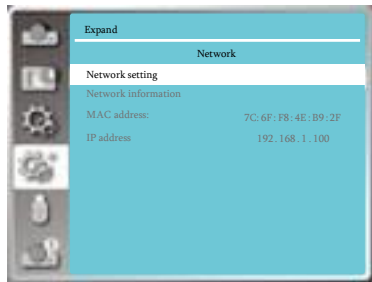 Expand
Network
Network setting
Network information
MAC address: 7C: 6F: F8: 4E: B9: 2F
IP address 192.168.1.100